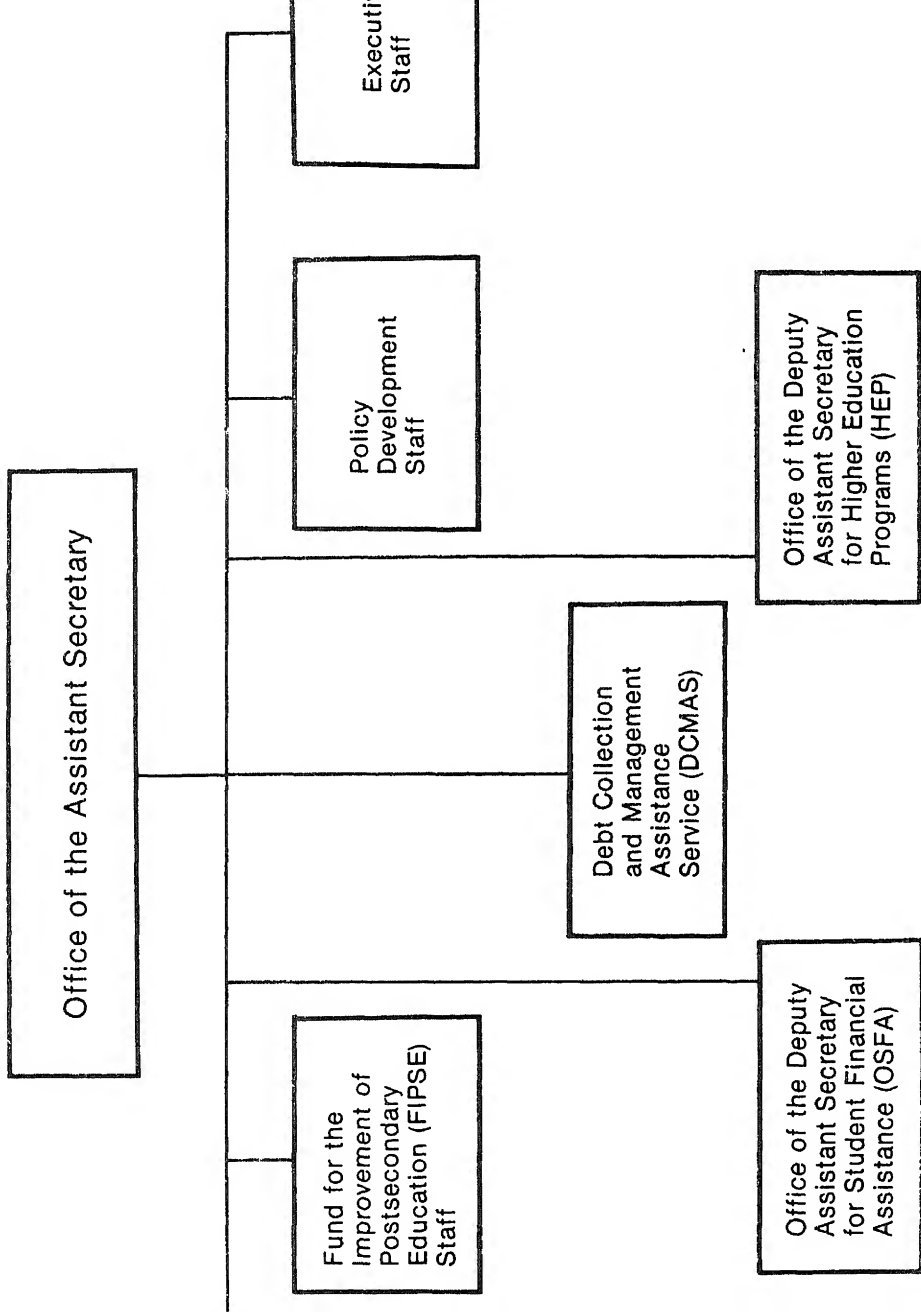 Office of the Assistant Secretary
Fund for the
Improvement of
Postsecondary
Education (FIPSE)
Staff
Policy
Development
Staff
Staff
Debt Collection
and Management
Assistance
Service (DCMAS)
Office of the Deputy
Assistant Secretary
for Student Financial
Assistance (OSFA)
Office of the Deputy
Assistant Secretary
for Higher Education
Programs (HEP)